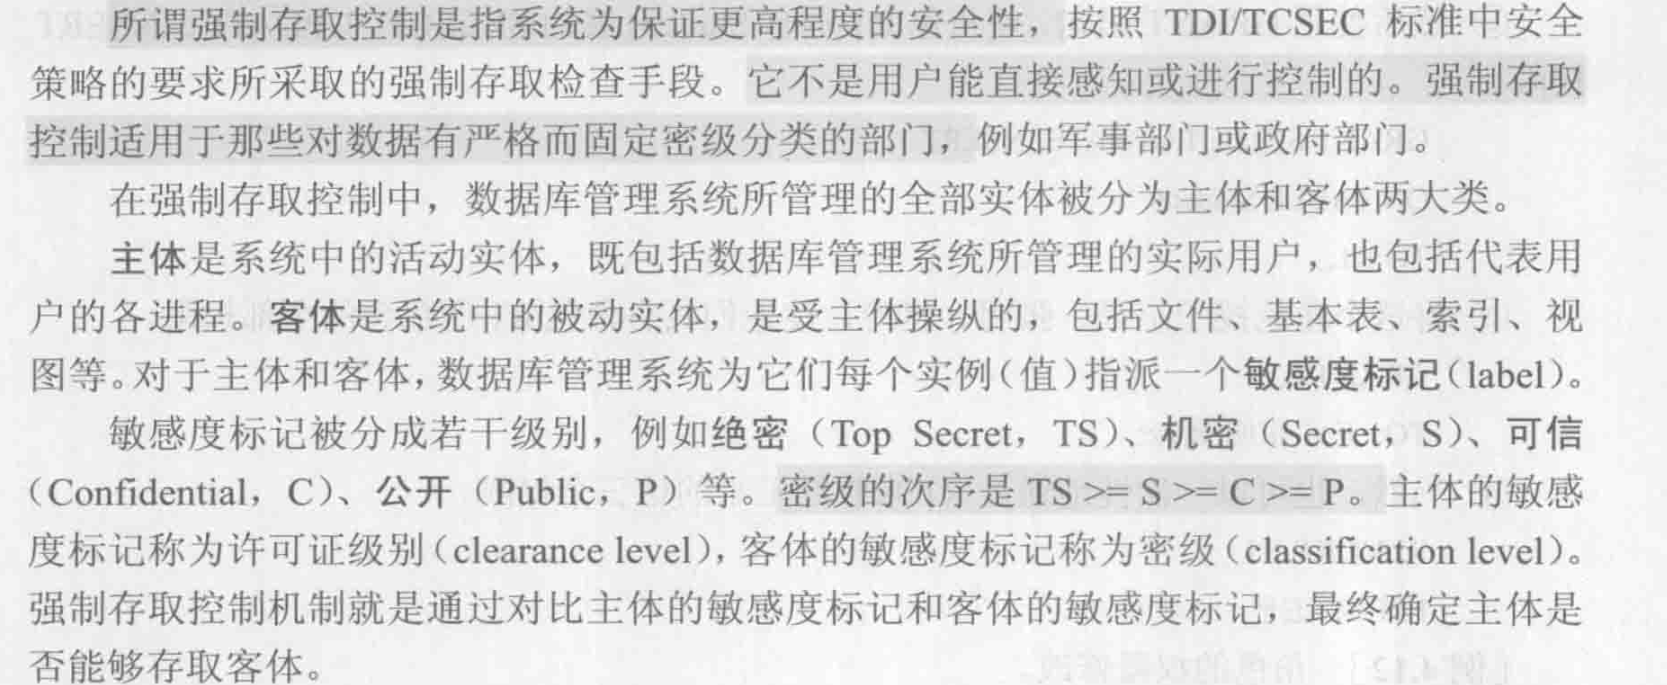 所谓强制存取控制是指系统为保证更高程度的安全性，按照 TDI/TCSEC 标准中安全
策略的要求所采取的强制存取检查手段。它不是用户能直接感知或进行控制的。强制存取
控制适用于那些对数据有严格而固定密级分类的部门，例如军事部门或政府部门。
在强制存取控制中，数据库管理系统所管理的全部实体被分为主体和客体两大类。
主体是系统中的活动实体，既包括数据库管理系统所管理的实际用户，也包括代表用
户的各进程。客体是系统中的被动实体，是受主体操纵的，包括文件、基本表、索引、视
图等。对于主体和客体，数据库管理系统为它们每个实例（值）指派一个敏感度标记（label）。
敏感度标记被分成若干级别，例如绝密（Top Secret，TS）、机密（Secret，S）、可信
（Confidential，C）、公开（Public，P）等。密级的次序是 TS >= S >= C >= P。主体的敏感
度标记称为许可证级别（clearance level），客体的敏感度标记称为密级（classification level）。
强制存取控制机制就是通过对比主体的敏感度标记和客体的敏感度标记，最终确定主体是
否能够存取客体。